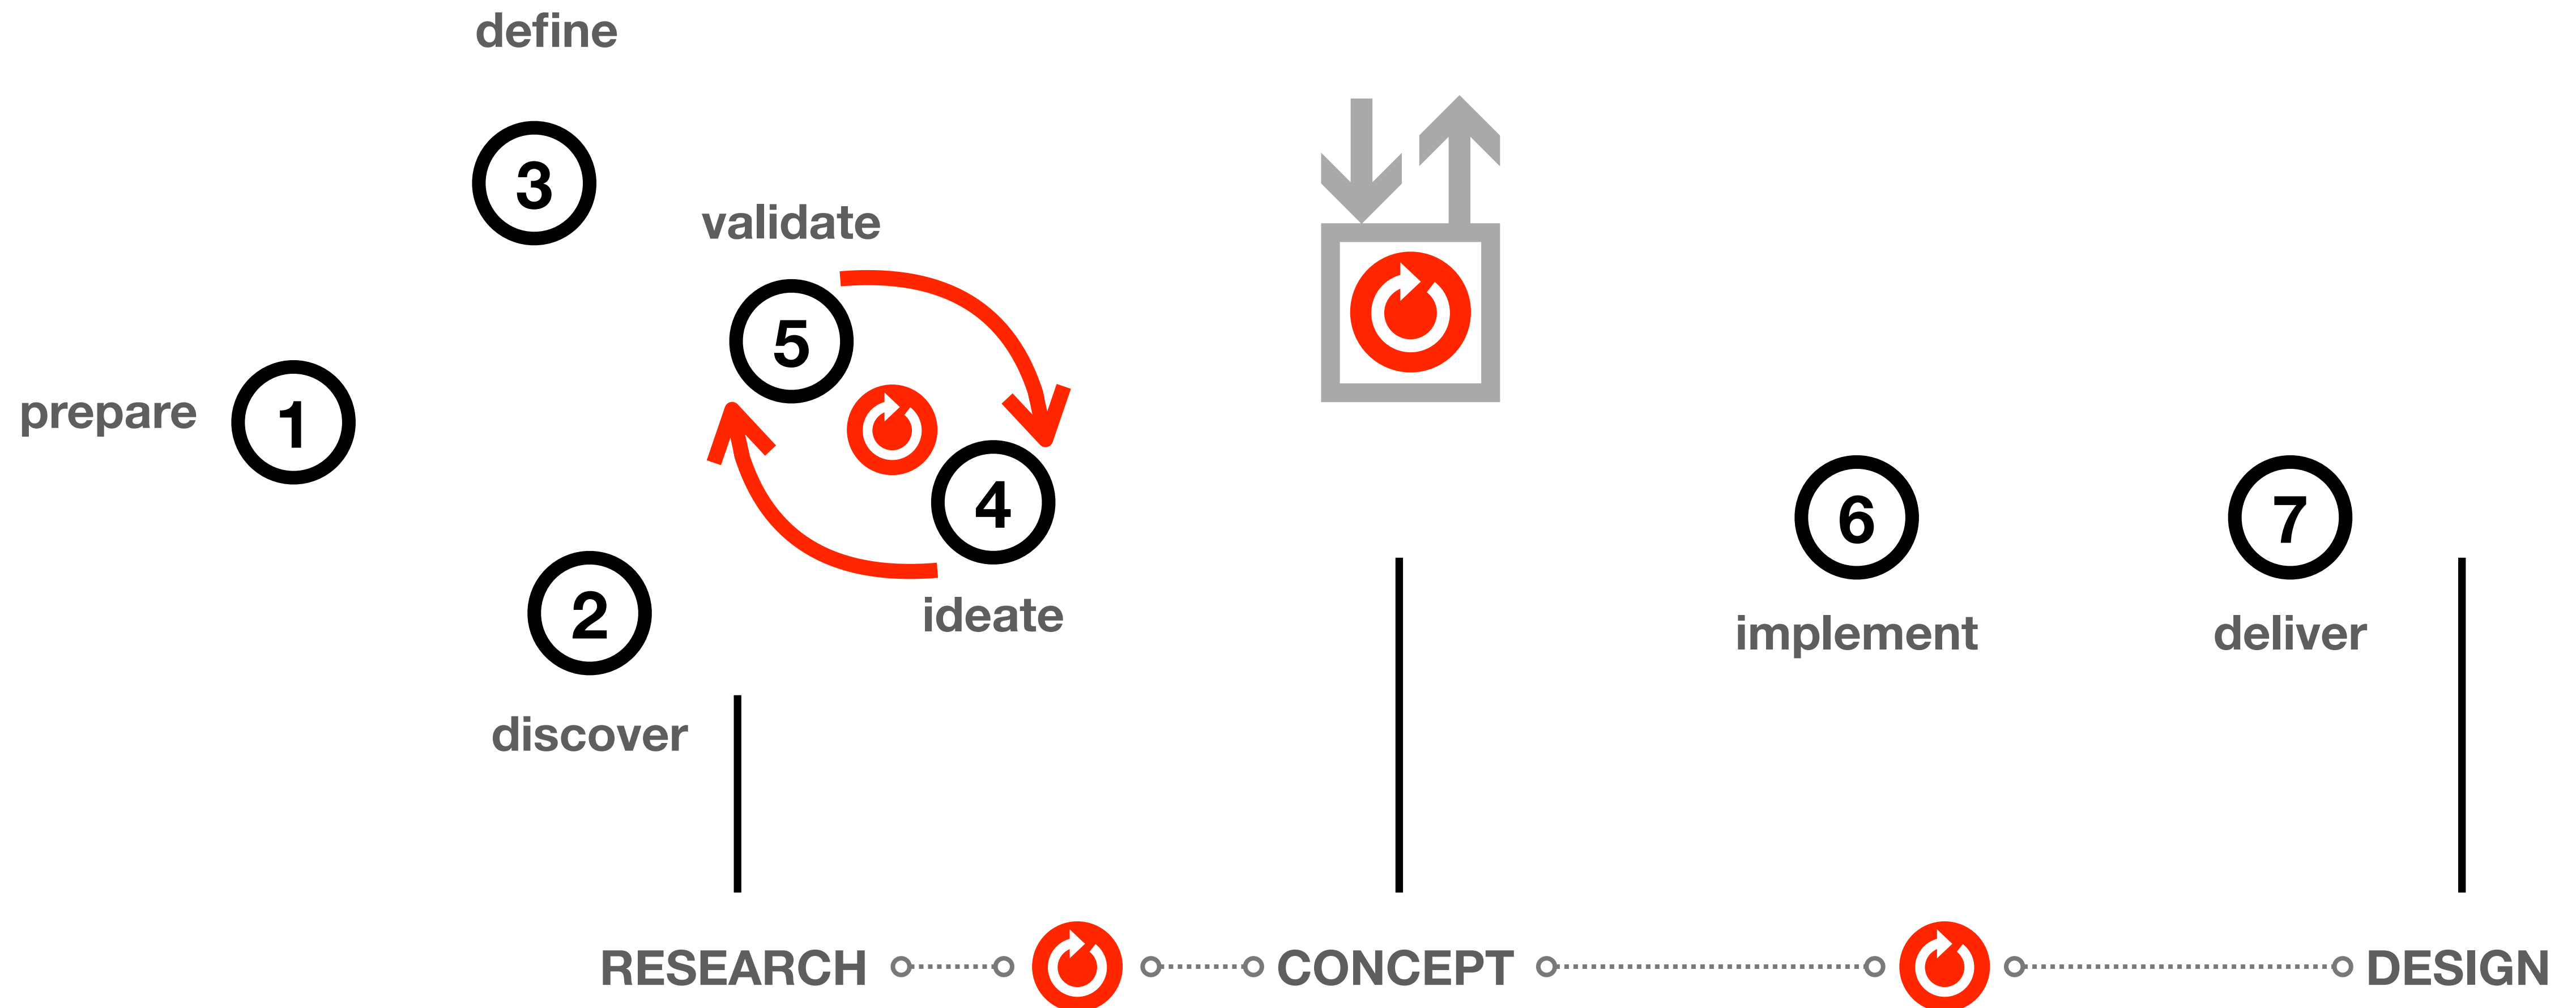 define
3
validate
5
prepare
1
4
ideate
2
discover
6
implement
7
deliver
RESEARCH
CONCEPT
DESIGN